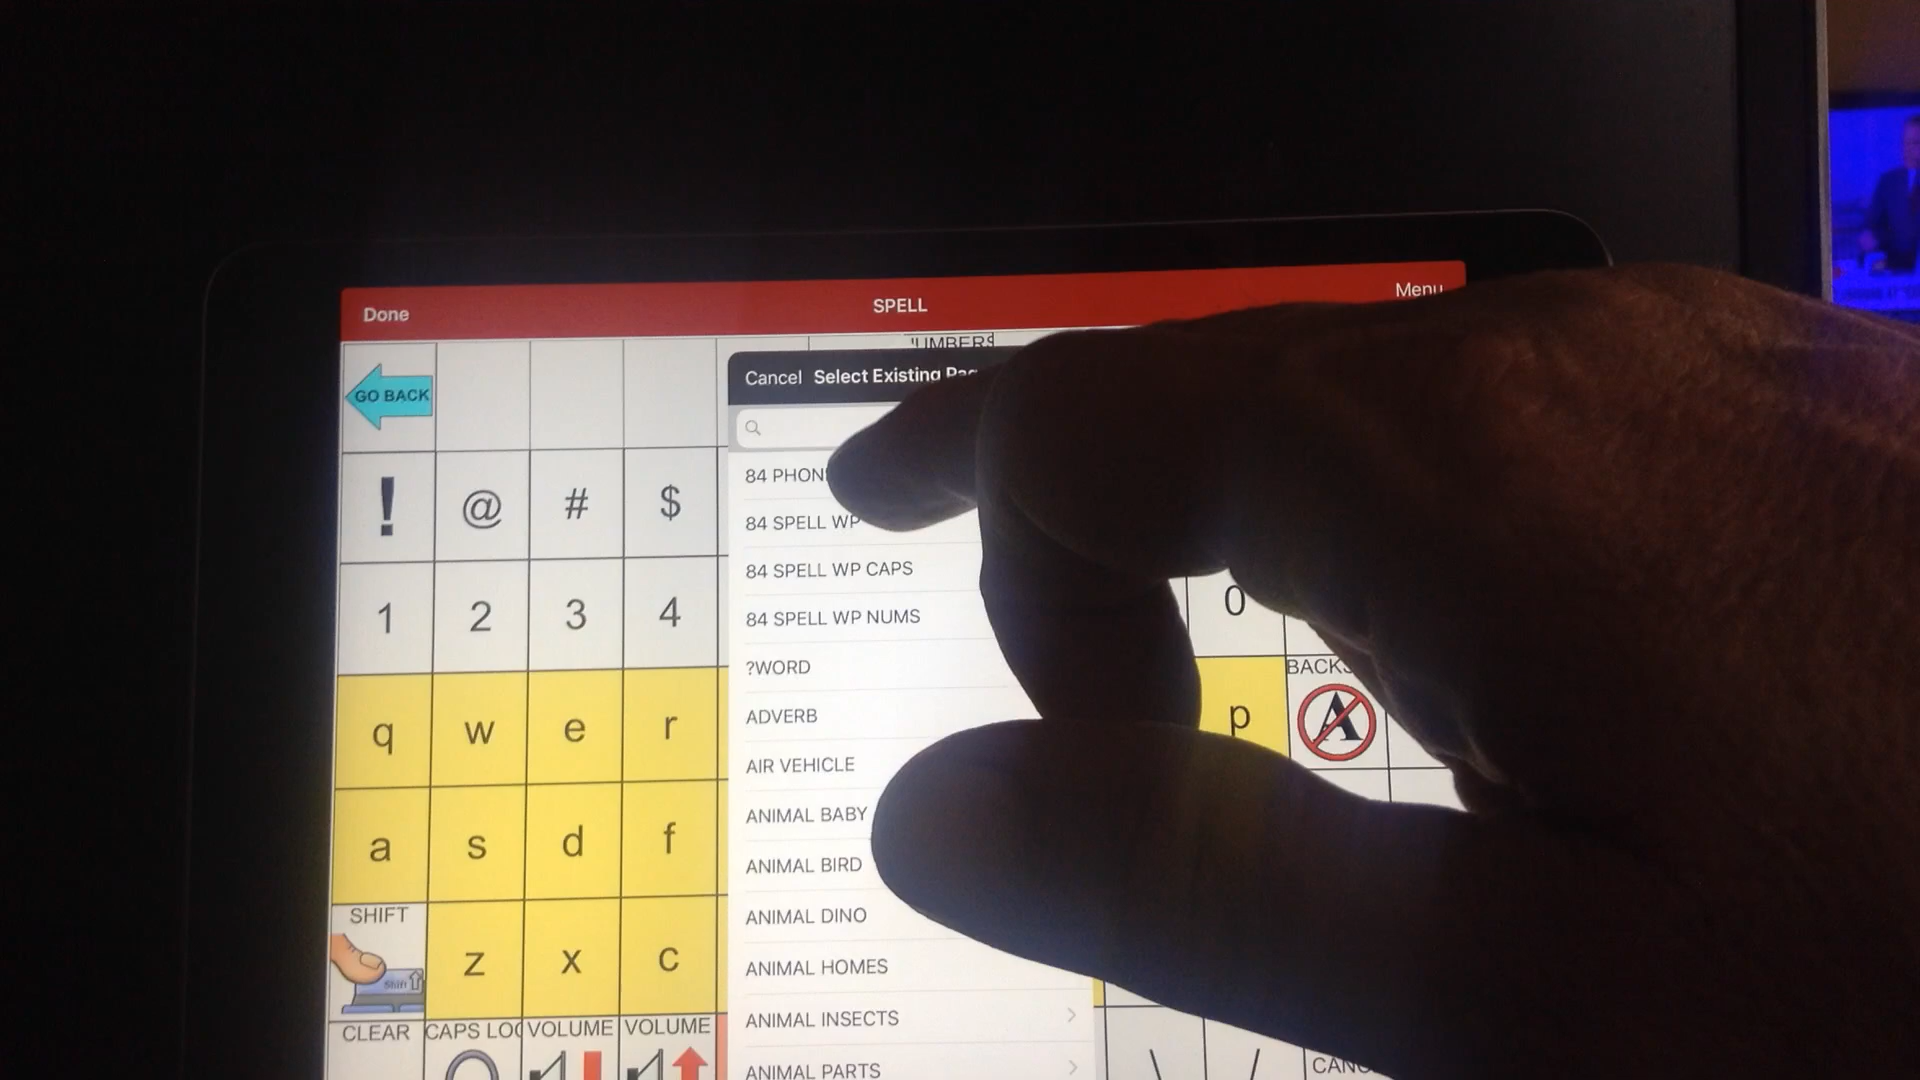 Done SPELL Menu
Cancel Select Existing
GO BACK
84
! @ # $
84 SPELL WP
84 SPELL WP CAPS
1 2 3 4 0
84 SPELL WP NUMS
?WORD
q w e r p
ADVERB
AIR VEHICLE
ANIMAL BABY
a s d f
ANIMAL BIRD
SHIFT
ANIMAL DINO
z x c
ANIMAL HOMES
Shift
ANIMAL INSECTS
CLEAR CAPS VOLUME VOLUME
ANIMAL PARTS
\ /